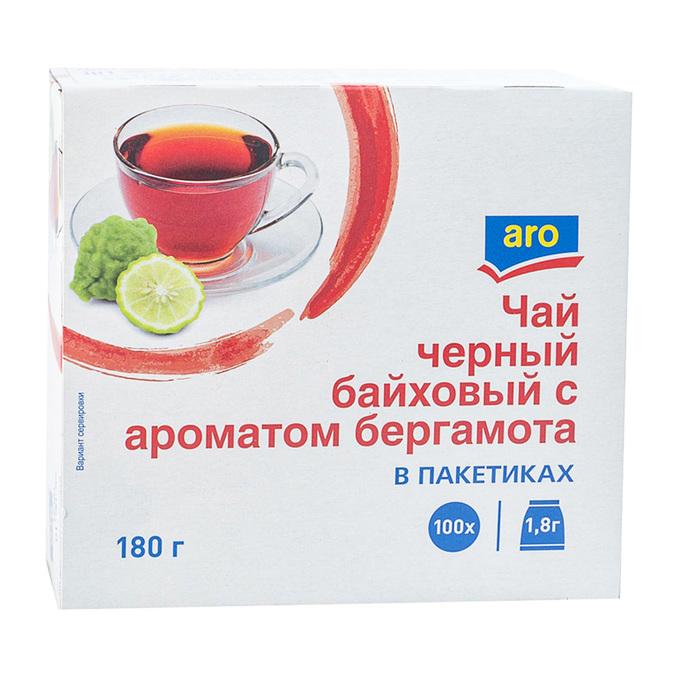 aro
Чай
черный
байховый с
ароматом бергамота
в пакетиках
100х
1,8г
180 г
Вариант сервировки